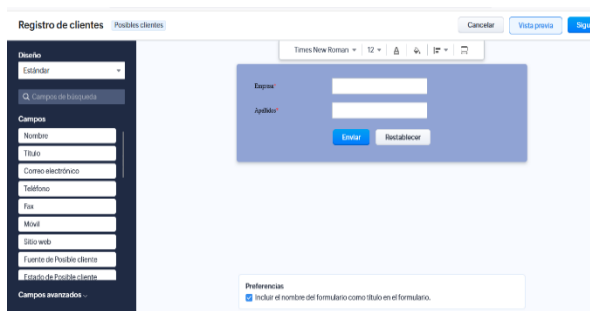 Registro de clientes Posibles clientes
Cancelar Vista previa Sigu
Diseño
Estándar
Campos de búsqueda
Campos
Nombre
Título
Correo electrónico
Teléfono
Fax
Móvil
Sitio web
Fuente de Posible cliente
Estado de Posible cliente
Campos avanzados
Times New Roman 12 A
Empresa*
Apellidos*
Enviar Restablecer
Preferencias
Incluir el nombre del formulario como título en el formulario.